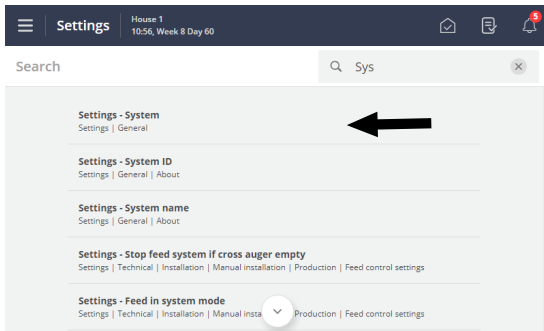 Settings
House 1
10:56, Week 8 Day 60
5
Search
Sys
Settings - System
Settings | General
Settings - System ID
Settings | General | About
Settings - System name
Settings | General | About
Settings - Stop feed system if cross auger empty
Settings | Technical | Installation | Manual installation | Production | Feed control settings
Settings - Feed in system mode
Settings | Technical | Installation | Manual insta Production | Feed control settings